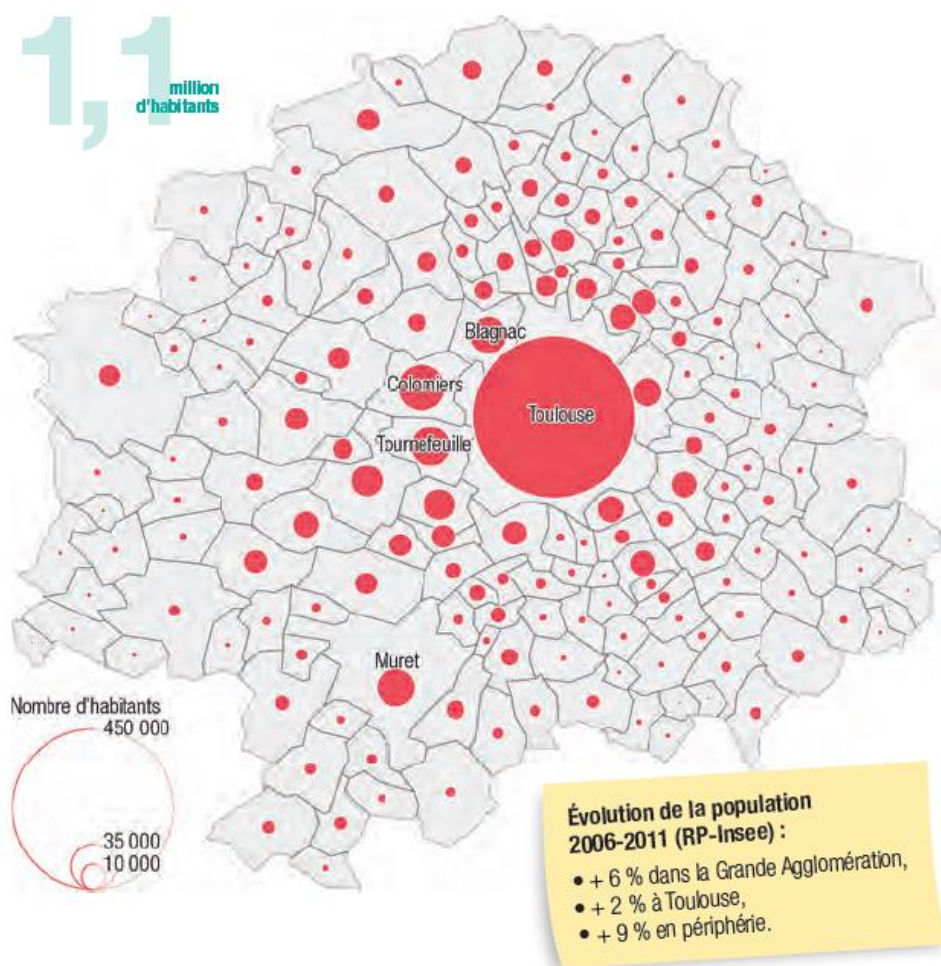 1,1 million
d'habitants
Blagnac
Colomiers
Toulouse
Tournefeuille
Muret
Nombre d'habitants
450 000
35 000
10 000
Évolution de la population
2006-2011 (RP-Insee) :
• + 6 % dans la Grande Agglomération,
• + 2 % à Toulouse,
• + 9 % en périphérie.